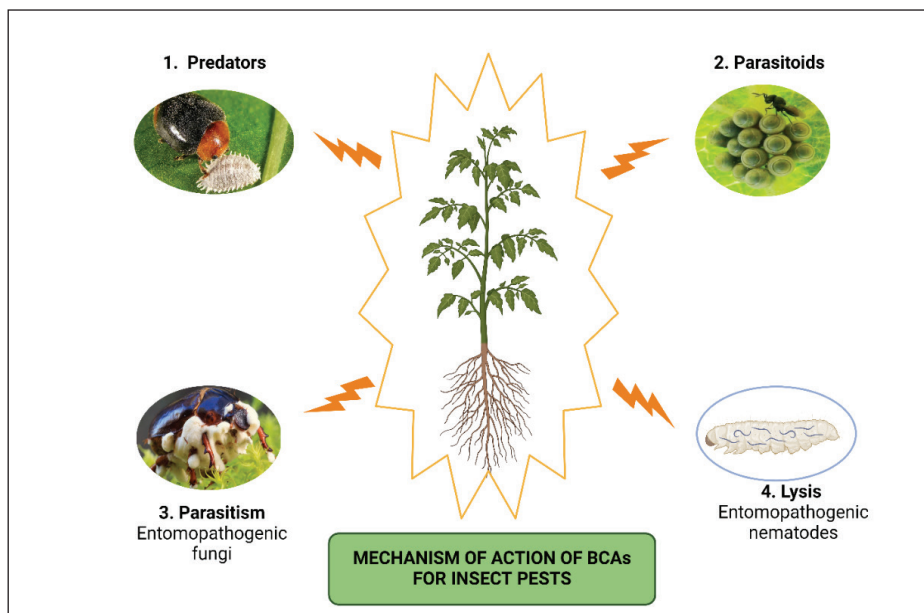 1. Predators
2. Parasitoids
3. Parasitism
Entomopathogenic
fungi
4. Lysis
Entomopathogenic
nematodes
MECHANISM OF ACTION OF BCAs
FOR INSECT PESTS